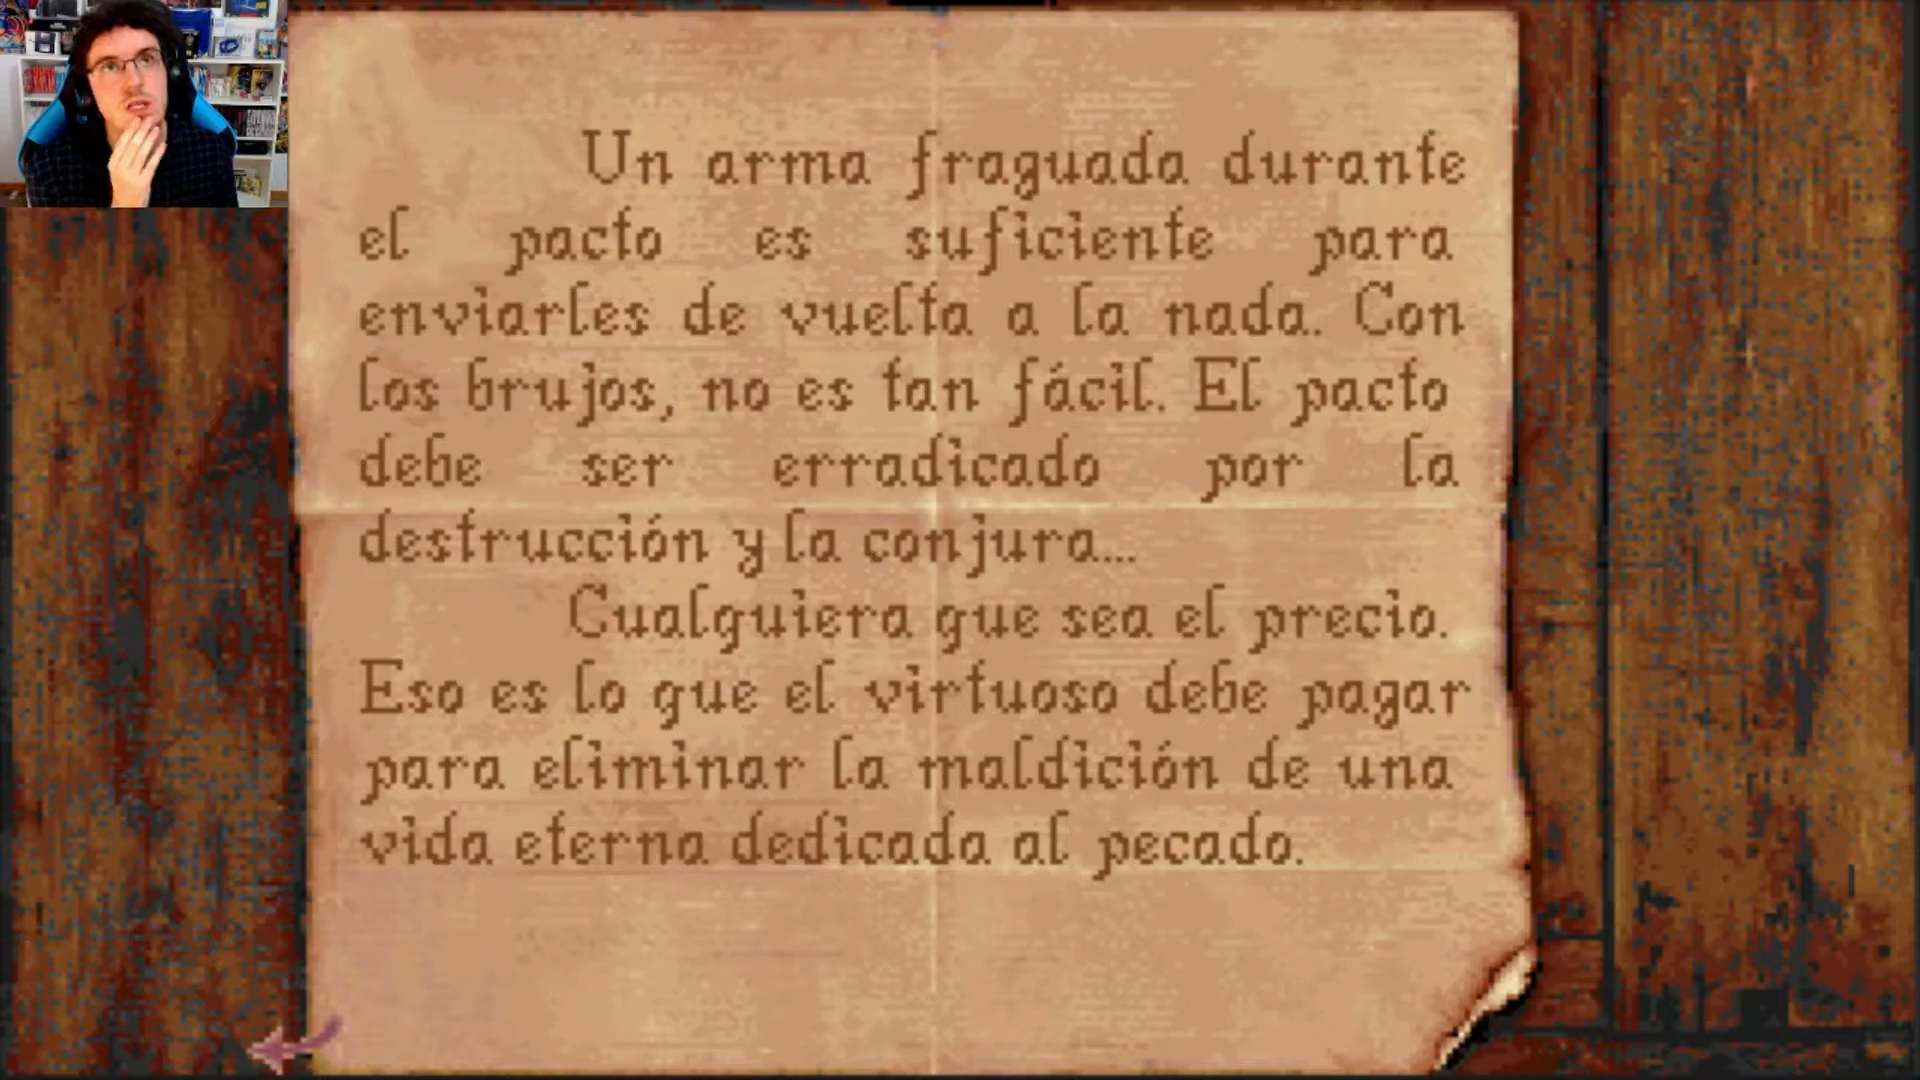 Un arma fraguada durante
el pacto es suficiente para
enviarles de vuelta a la nada. Con
los brujos, no es tan fácil. El pacto
debe ser erradicado por la
destrucción y la conjura...
Cualquiera que sea el precio.
Eso es lo que el virtuoso debe pagar
para eliminar la maldición de una
vida eterna dedicada al pecado.